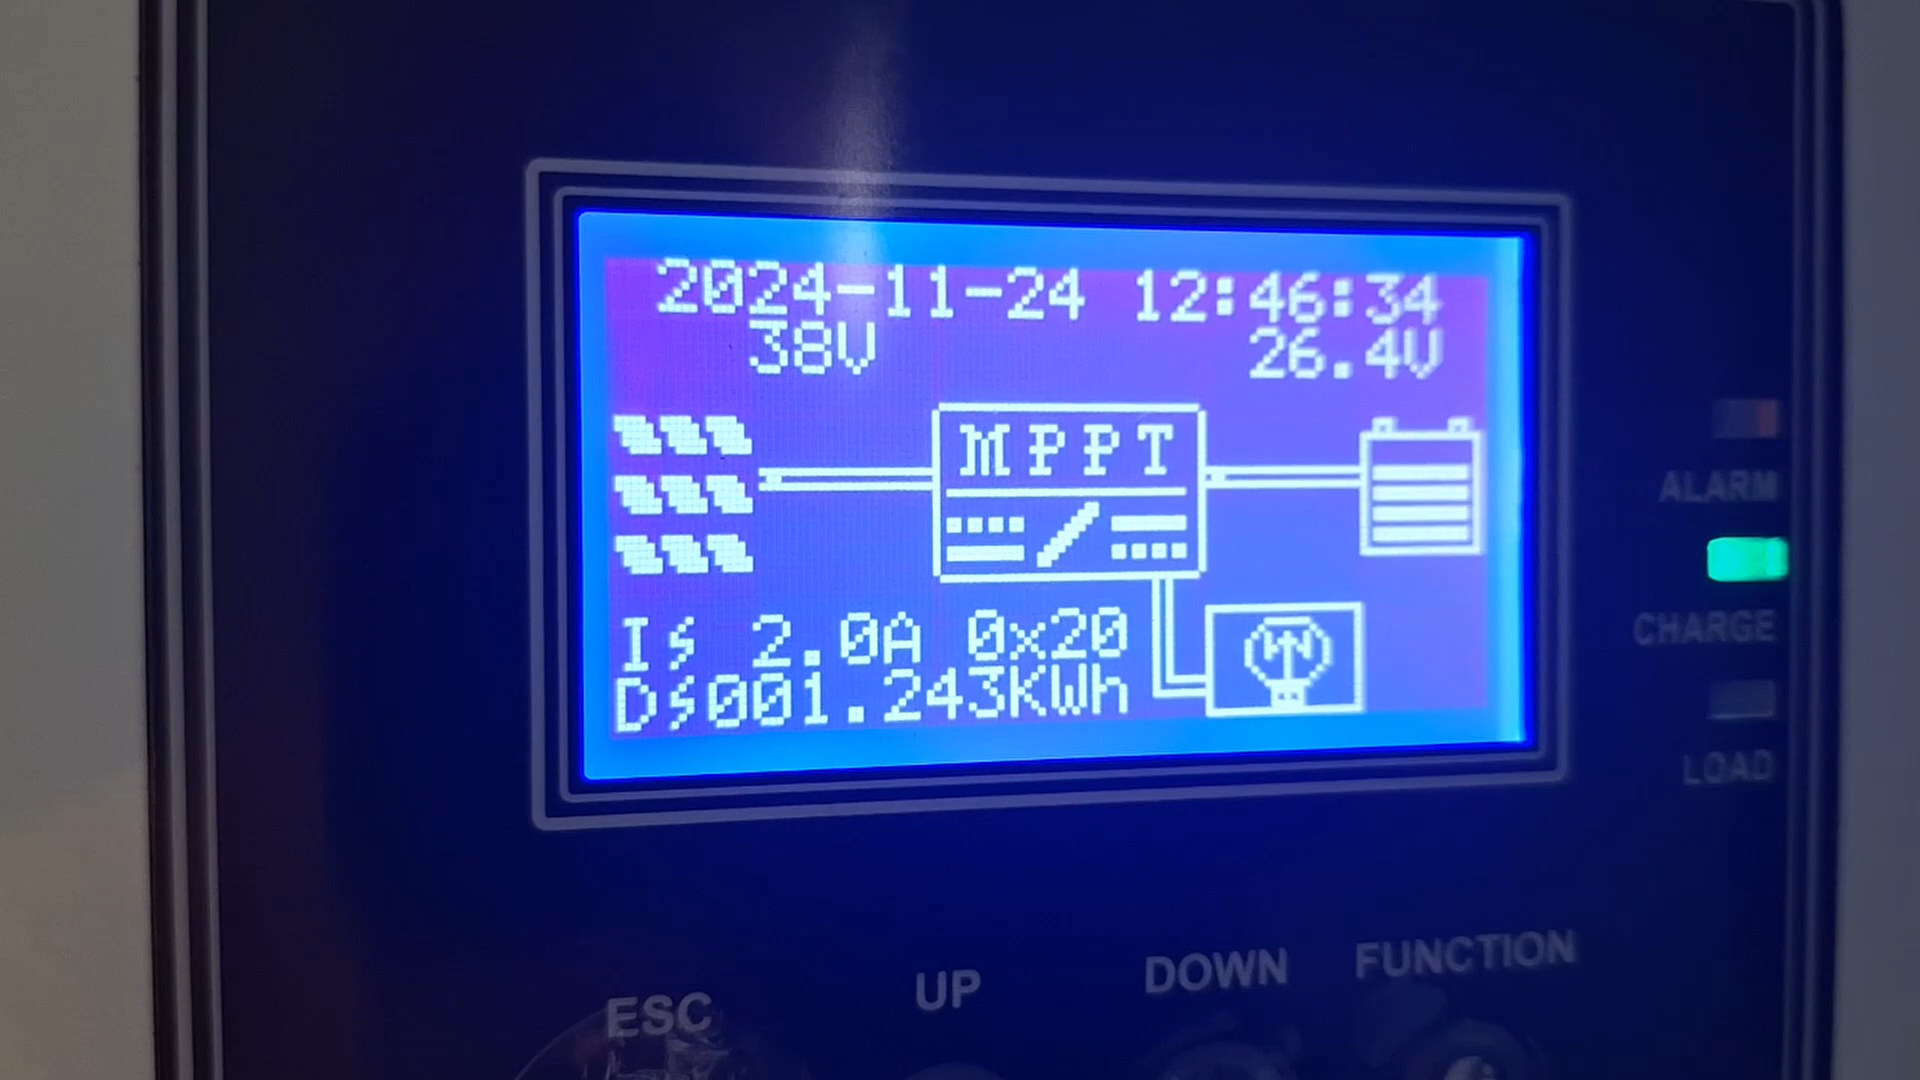 2024-11-24 12:46:34
38V 26.4V
MPPT
I⚡ 2.0A 0x20
D⚡001.243KWh
ALARM
CHARGE
LOAD
ESC UP DOWN FUNCTION